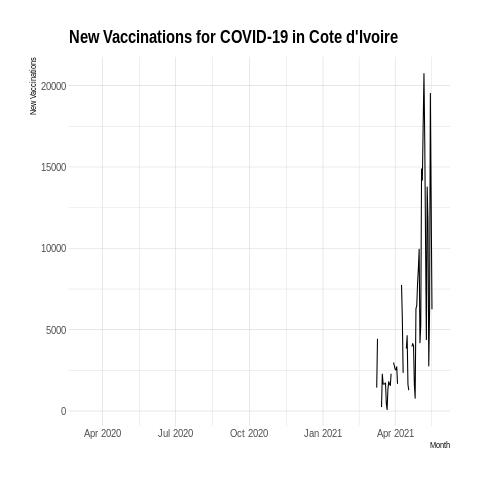 New Vaccinations for COVID-19 in Cote d'Ivoire
New Vaccinations
20000
15000
10000
5000
0
Apr 2020 Jul 2020 Oct 2020 Jan 2021 Apr 2021
Month